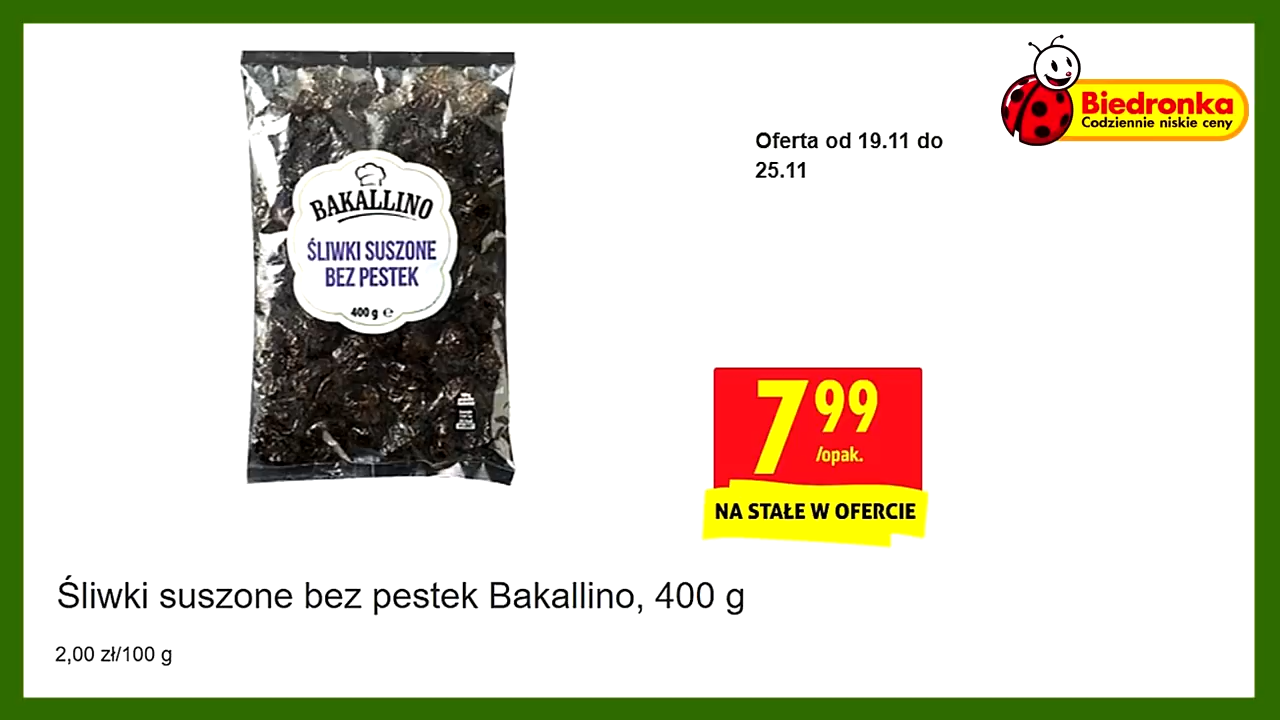 Biedronka
Codziennie niskie ceny
Oferta od 19.11 do
25.11
BAKALLINO
ŚLIWKI SUSZONE
BEZ PESTEK
400 g ℮
7 99
/opak.
NA STAŁE W OFERCIE
Śliwki suszone bez pestek Bakallino, 400 g
2,00 zł/100 g